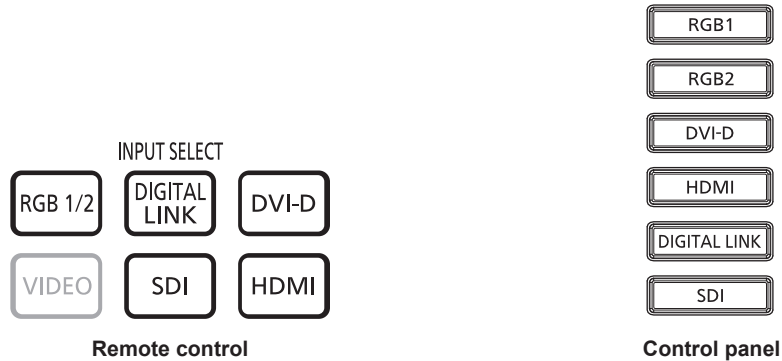 INPUT SELECT
RGB 1/2
DIGITAL
LINK
DVI-D
VIDEO
SDI
HDMI
Remote control
RGB1
RGB2
DVI-D
HDMI
DIGITAL LINK
SDI
Control panel